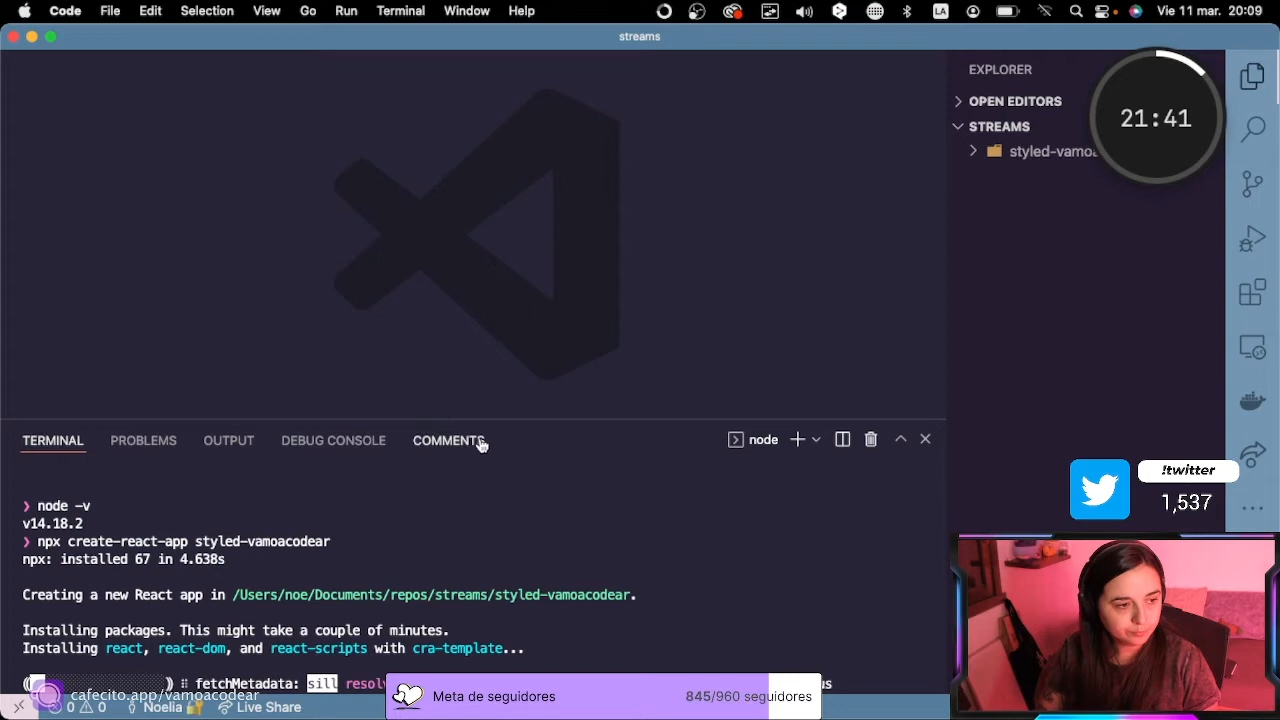 Code File Edit Selection View Go Run Terminal Window Help LA Vie 11 mar. 20:09
streams
EXPLORER
OPEN EDITORS
STREAMS
styled-vamoa
21:41
TERMINAL PROBLEMS OUTPUT DEBUG CONSOLE COMMENTS
node
❯ node -v
v14.18.2
❯ npx create-react-app styled-vamoacodear
npx: installed 67 in 4.638s
Creating a new React app in /Users/noe/Documents/repos/streams/styled-vamoacodear.
Installing packages. This might take a couple of minutes.
Installing react, react-dom, and react-scripts with cra-template...
⠇ fetchMetadata: sill resolv
!twitter
1,537
cafecito.app/vamoacodear
Meta de seguidores 845/960 seguidores
0 0 Noelia Live Share